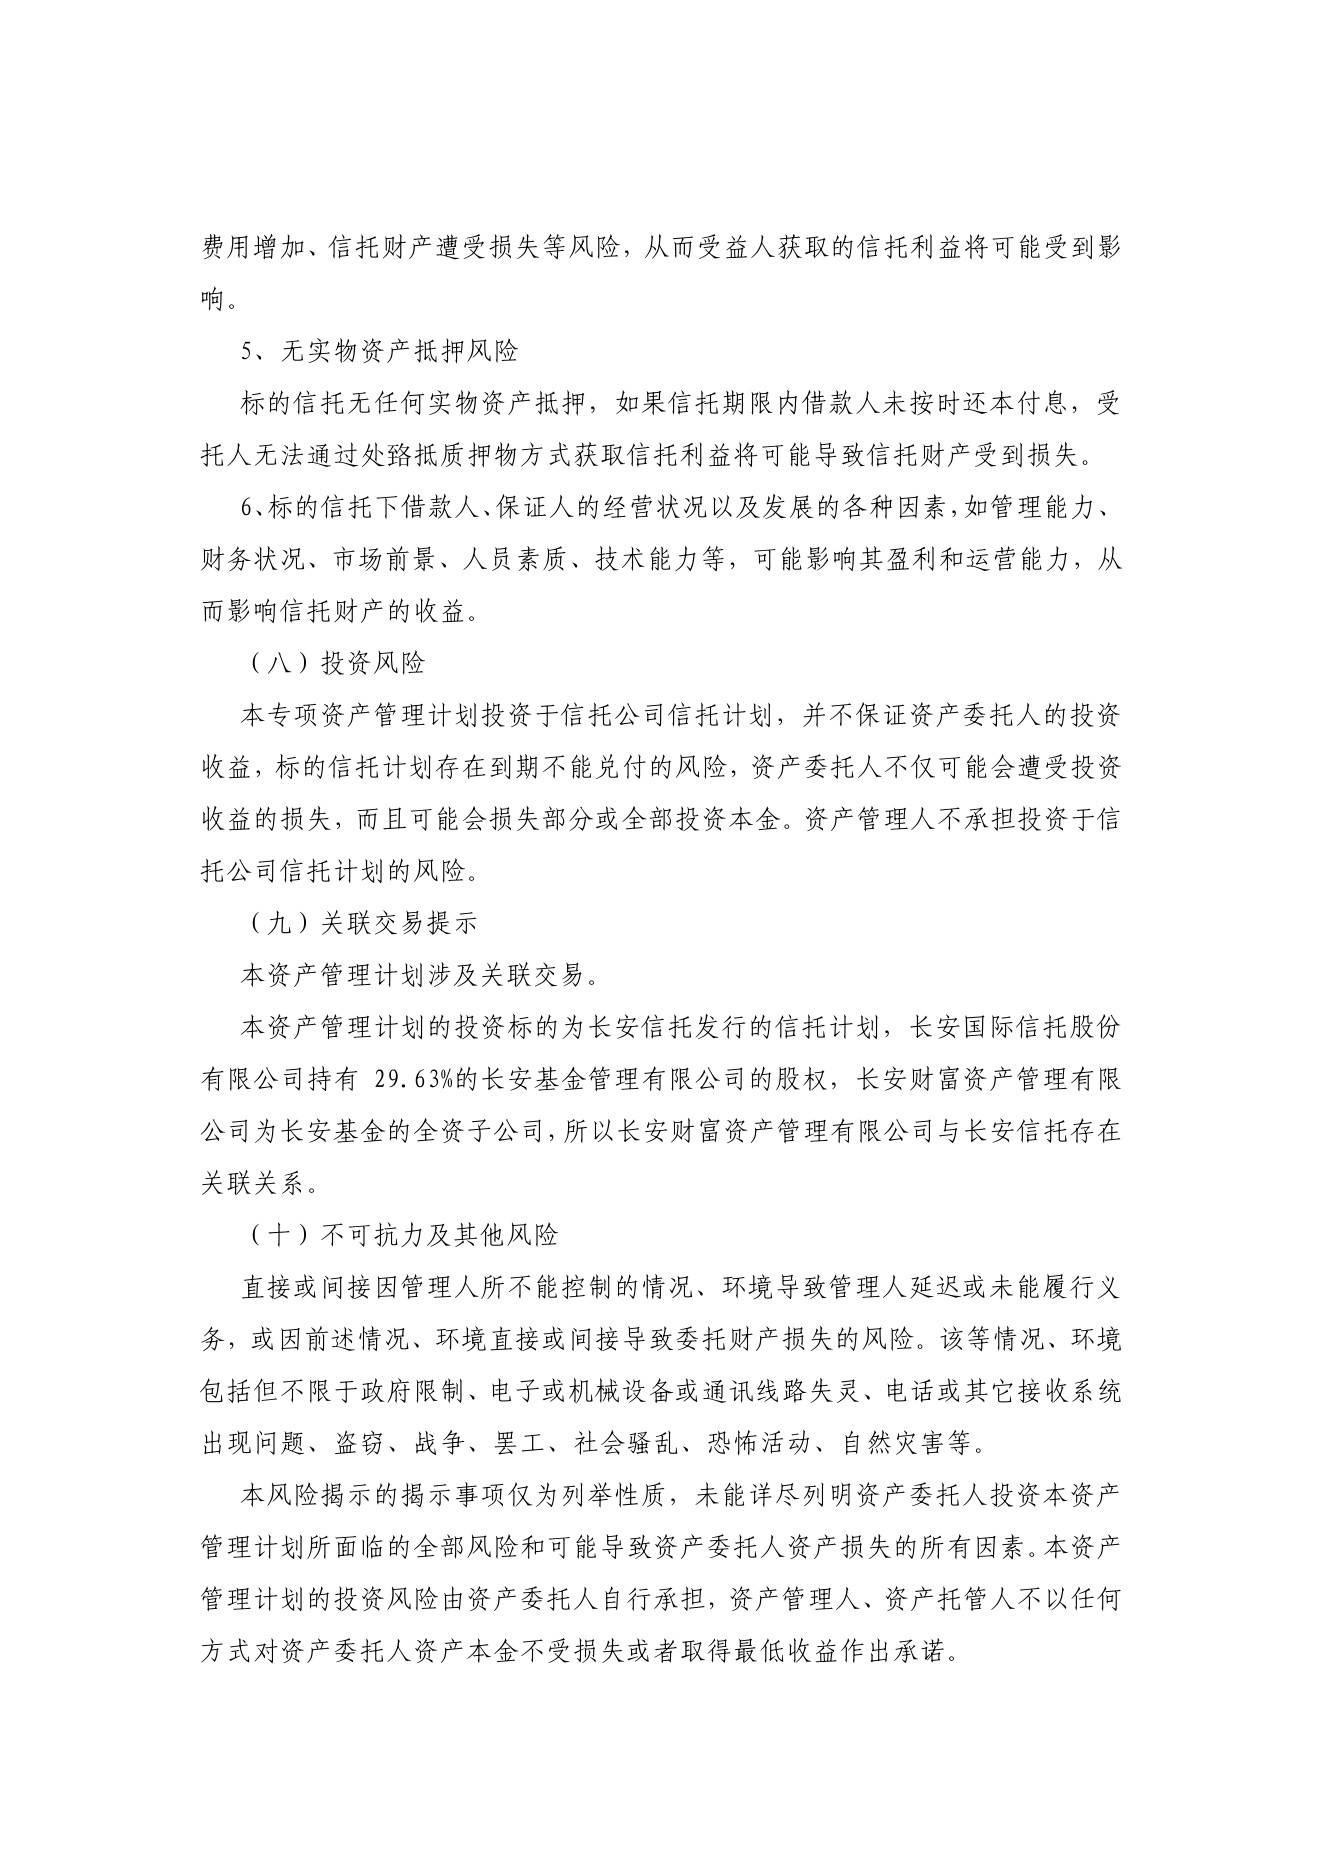 费用增加、信托财产遭受损失等风险，从而受益人获取的信托利益将可能受到影
响。
5、无实物资产抵押风险
标的信托无任何实物资产抵押，如果信托期限内借款人未按时还本付息，受
托人无法通过处臵抵质押物方式获取信托利益将可能导致信托财产受到损失。
6、标的信托下借款人、保证人的经营状况以及发展的各种因素，如管理能力、
财务状况、市场前景、人员素质、技术能力等，可能影响其盈利和运营能力，从
而影响信托财产的收益。
（八）投资风险
本专项资产管理计划投资于信托公司信托计划，并不保证资产委托人的投资
收益，标的信托计划存在到期不能兑付的风险，资产委托人不仅可能会遭受投资
收益的损失，而且可能会损失部分或全部投资本金。资产管理人不承担投资于信
托公司信托计划的风险。
（九）关联交易提示
本资产管理计划涉及关联交易。
本资产管理计划的投资标的为长安信托发行的信托计划，长安国际信托股份
有限公司持有 29.63%的长安基金管理有限公司的股权，长安财富资产管理有限
公司为长安基金的全资子公司，所以长安财富资产管理有限公司与长安信托存在
关联关系。
（十）不可抗力及其他风险
直接或间接因管理人所不能控制的情况、环境导致管理人延迟或未能履行义
务，或因前述情况、环境直接或间接导致委托财产损失的风险。该等情况、环境
包括但不限于政府限制、电子或机械设备或通讯线路失灵、电话或其它接收系统
出现问题、盗窃、战争、罢工、社会骚乱、恐怖活动、自然灾害等。
本风险揭示的揭示事项仅为列举性质，未能详尽列明资产委托人投资本资产
管理计划所面临的全部风险和可能导致资产委托人资产损失的所有因素。本资产
管理计划的投资风险由资产委托人自行承担，资产管理人、资产托管人不以任何
方式对资产委托人资产本金不受损失或者取得最低收益作出承诺。